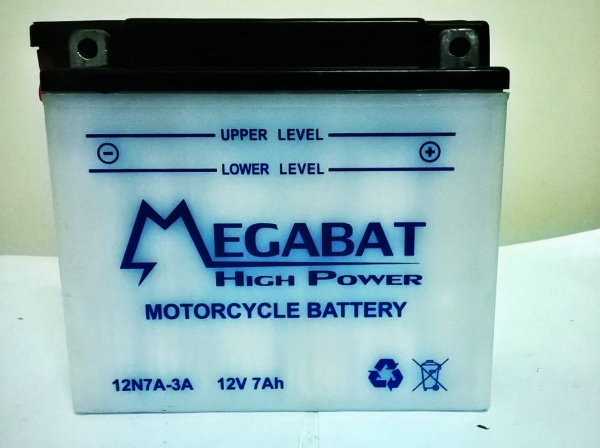 UPPER LEVEL
LOWER LEVEL
MEGABAT
HIGH POWER
MOTORCYCLE BATTERY
12N7A-3A 12V 7Ah